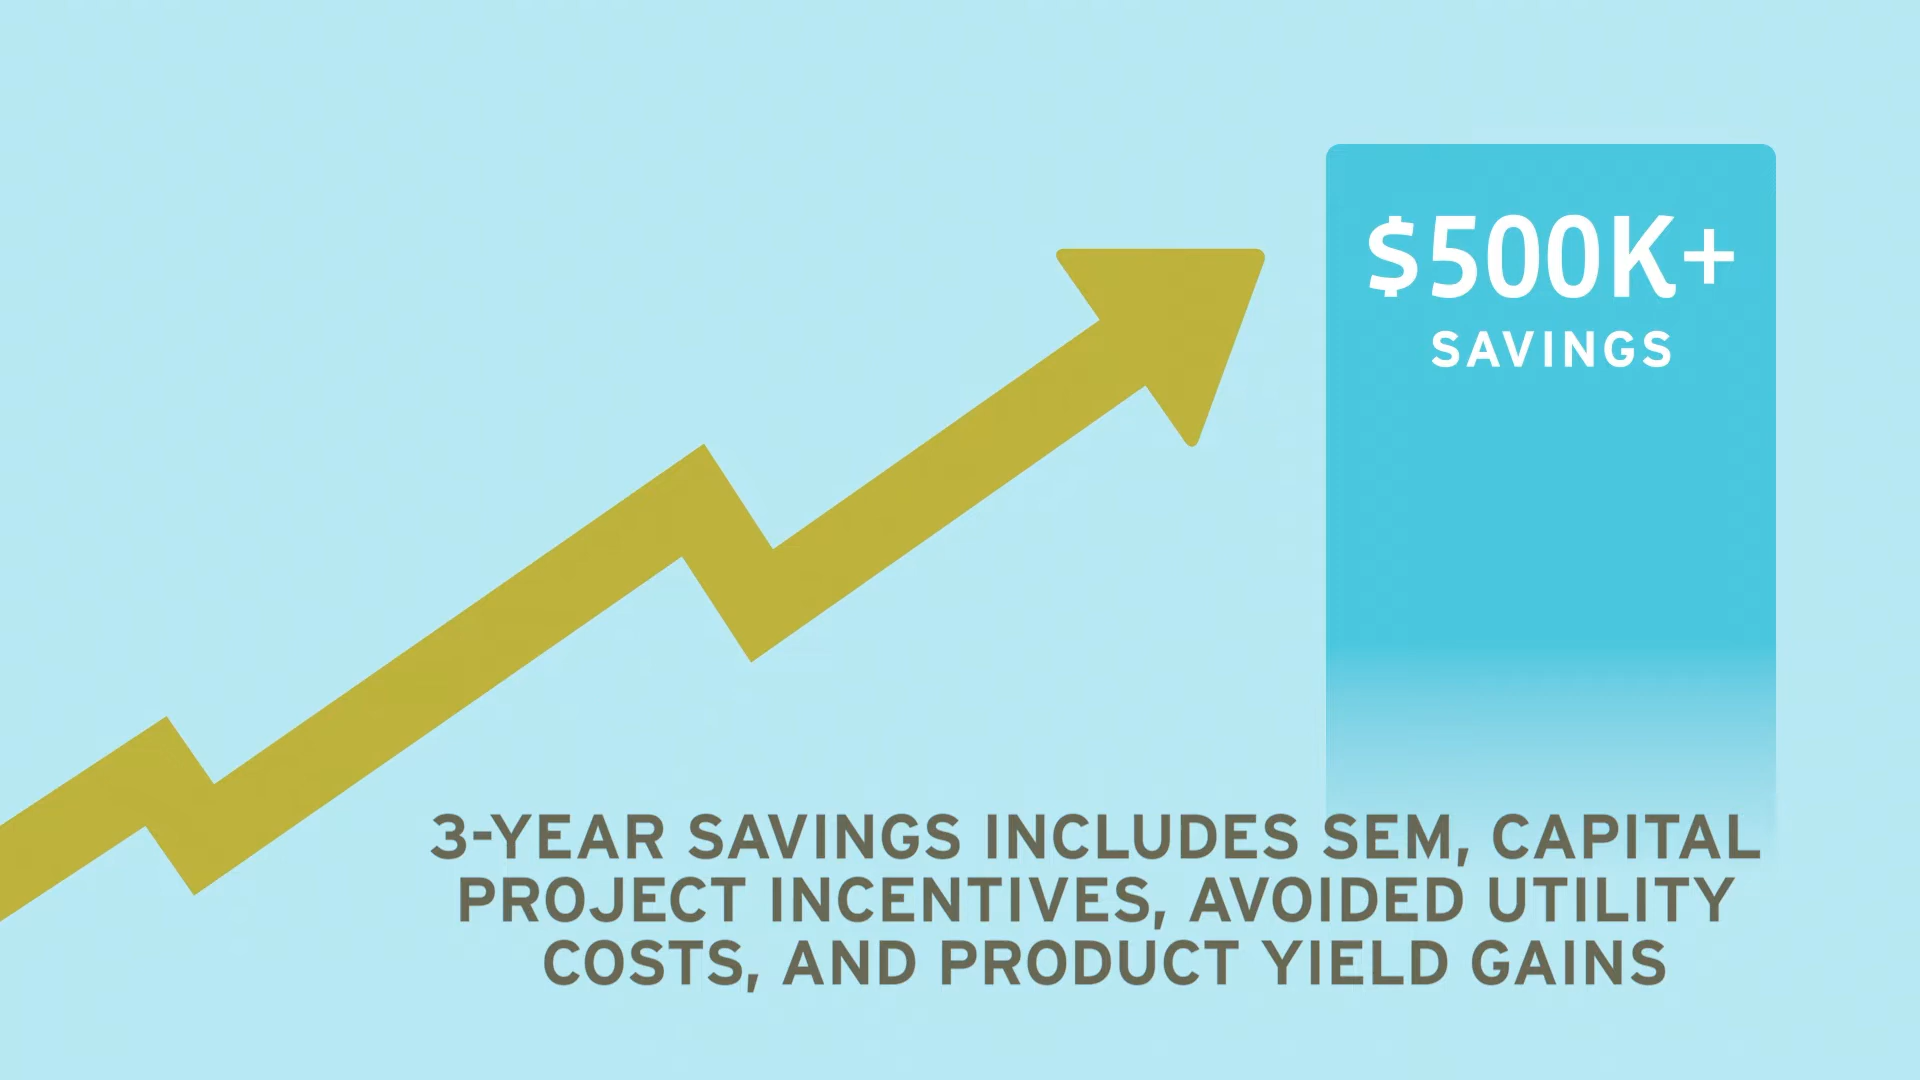 $500K+
SAVINGS
3-YEAR SAVINGS INCLUDES SEM, CAPITAL
PROJECT INCENTIVES, AVOIDED UTILITY
COSTS, AND PRODUCT YIELD GAINS